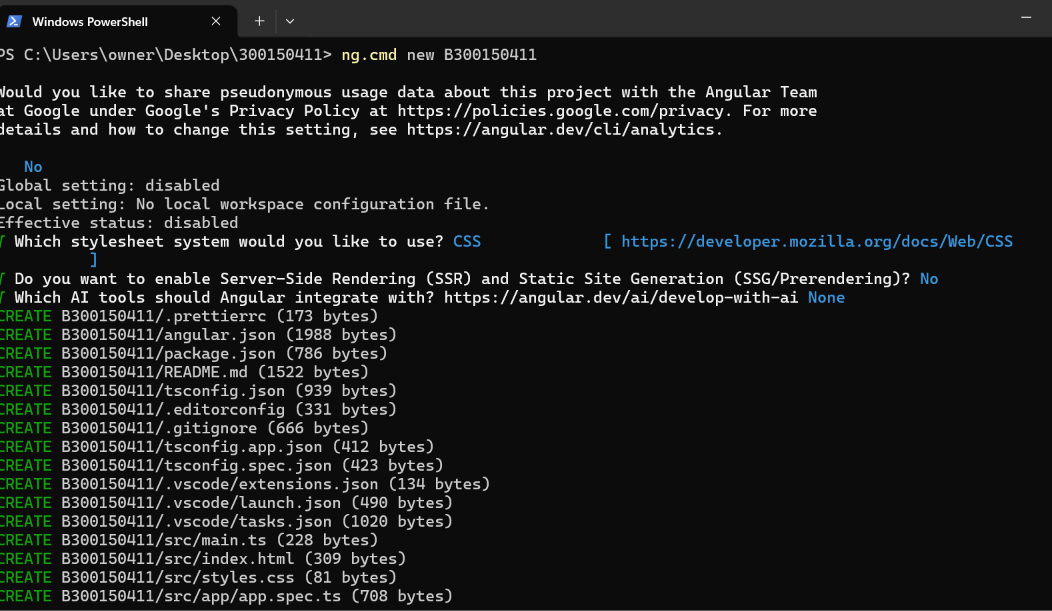 Windows PowerShell
PS C:\Users\owner\Desktop\300150411> ng.cmd new B300150411
Would you like to share pseudonymous usage data about this project with the Angular Team
at Google under Google's Privacy Policy at https://policies.google.com/privacy. For more
details and how to change this setting, see https://angular.dev/cli/analytics.
No
Global setting: disabled
Local setting: No local workspace configuration file.
Effective status: disabled
Which stylesheet system would you like to use? CSS [ https://developer.mozilla.org/docs/Web/CSS
]
Do you want to enable Server-Side Rendering (SSR) and Static Site Generation (SSG/Prerendering)? No
Which AI tools should Angular integrate with? https://angular.dev/ai/develop-with-ai None
CREATE B300150411/.prettierrc (173 bytes)
CREATE B300150411/angular.json (1988 bytes)
CREATE B300150411/package.json (786 bytes)
CREATE B300150411/README.md (1522 bytes)
CREATE B300150411/tsconfig.json (939 bytes)
CREATE B300150411/.editorconfig (331 bytes)
CREATE B300150411/.gitignore (666 bytes)
CREATE B300150411/tsconfig.app.json (412 bytes)
CREATE B300150411/tsconfig.spec.json (423 bytes)
CREATE B300150411/.vscode/extensions.json (134 bytes)
CREATE B300150411/.vscode/launch.json (490 bytes)
CREATE B300150411/.vscode/tasks.json (1020 bytes)
CREATE B300150411/src/main.ts (228 bytes)
CREATE B300150411/src/index.html (309 bytes)
CREATE B300150411/src/styles.css (81 bytes)
CREATE B300150411/src/app/app.spec.ts (708 bytes)